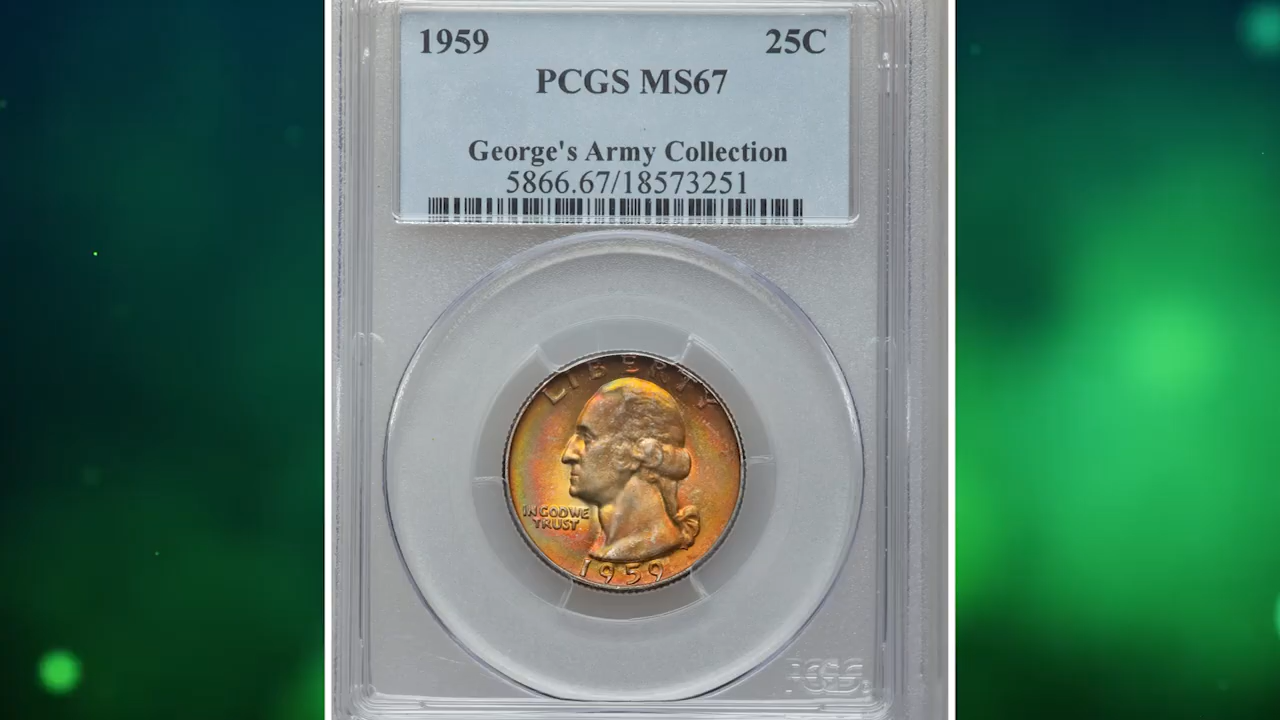 1959 25C
PCGS MS67
George's Army Collection
5866.67/18573251
LIBERTY
IN GOD WE
TRUST
1959
PCGS